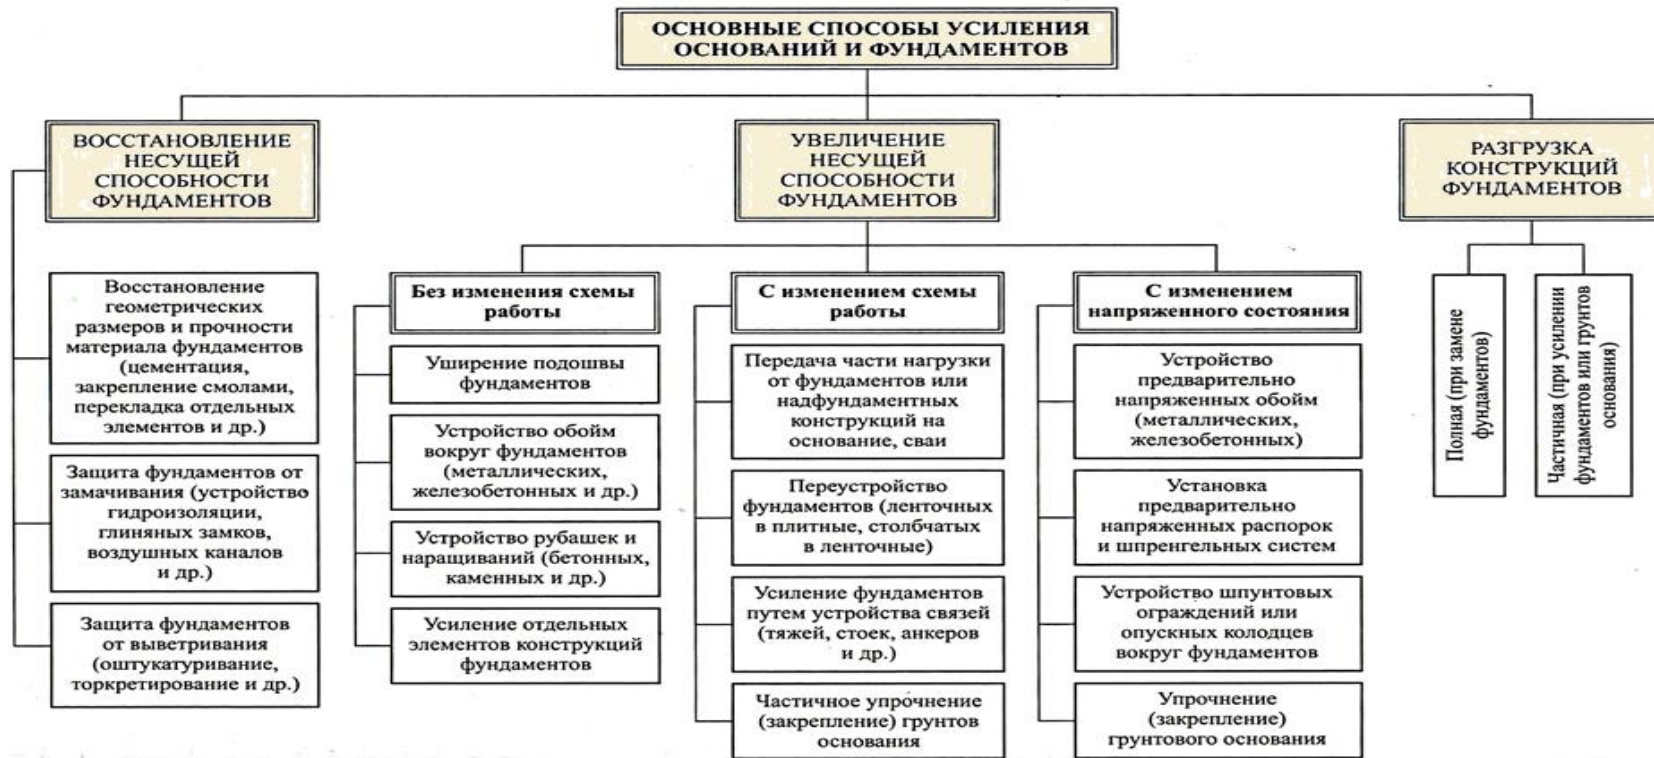 ОСНОВНЫЕ СПОСОБЫ УСИЛЕНИЯ
ОСНОВАНИЙ И ФУНДАМЕНТОВ
ВОССТАНОВЛЕНИЕ
НЕСУЩЕЙ
СПОСОБНОСТИ
ФУНДАМЕНТОВ
Восстановление
геометрических
размеров и прочности
материала фундаментов
(цементация,
закрепление смолами,
перекладка отдельных
элементов и др.)
Защита фундаментов от
замачивания (устройство
гидроизоляции,
глиняных замков,
воздушных каналов
и др.)
Защита фундаментов
от выветривания
(оштукатуривание,
торкретирование и др.)
УВЕЛИЧЕНИЕ
НЕСУЩЕЙ
СПОСОБНОСТИ
ФУНДАМЕНТОВ
Без изменения схемы
работы
Уширение подошвы
фундаментов
Устройство обойм
вокруг фундаментов
(металлических,
железобетонных и др.)
Устройство рубашек и
наращиваний (бетонных,
каменных и др.)
Усиление отдельных
элементов конструкций
фундаментов
С изменением схемы
работы
Передача части нагрузки
от фундаментов или
надфундаментных
конструкций на
основание, сваи
Переустройство
фундаментов (ленточных
в плитные, столбчатых
в ленточные)
Усиление фундаментов
путем устройства связей
(тяжей, стоек, анкеров
и др.)
Частичное упрочнение
(закрепление) грунтов
основания
С изменением
напряженного состояния
Устройство
предварительно
напряженных обойм
(металлических,
железобетонных)
Установка
предварительно
напряженных распорок
и шпренгельных систем
Устройство шпунтовых
ограждений или
опускных колодцев
вокруг фундаментов
Упрочнение
(закрепление)
грунтового основания
РАЗГРУЗКА
КОНСТРУКЦИЙ
ФУНДАМЕНТОВ
Полная (при замене
фундаментов)
Частичная (при усилении
фундаментов или грунтов
основания)